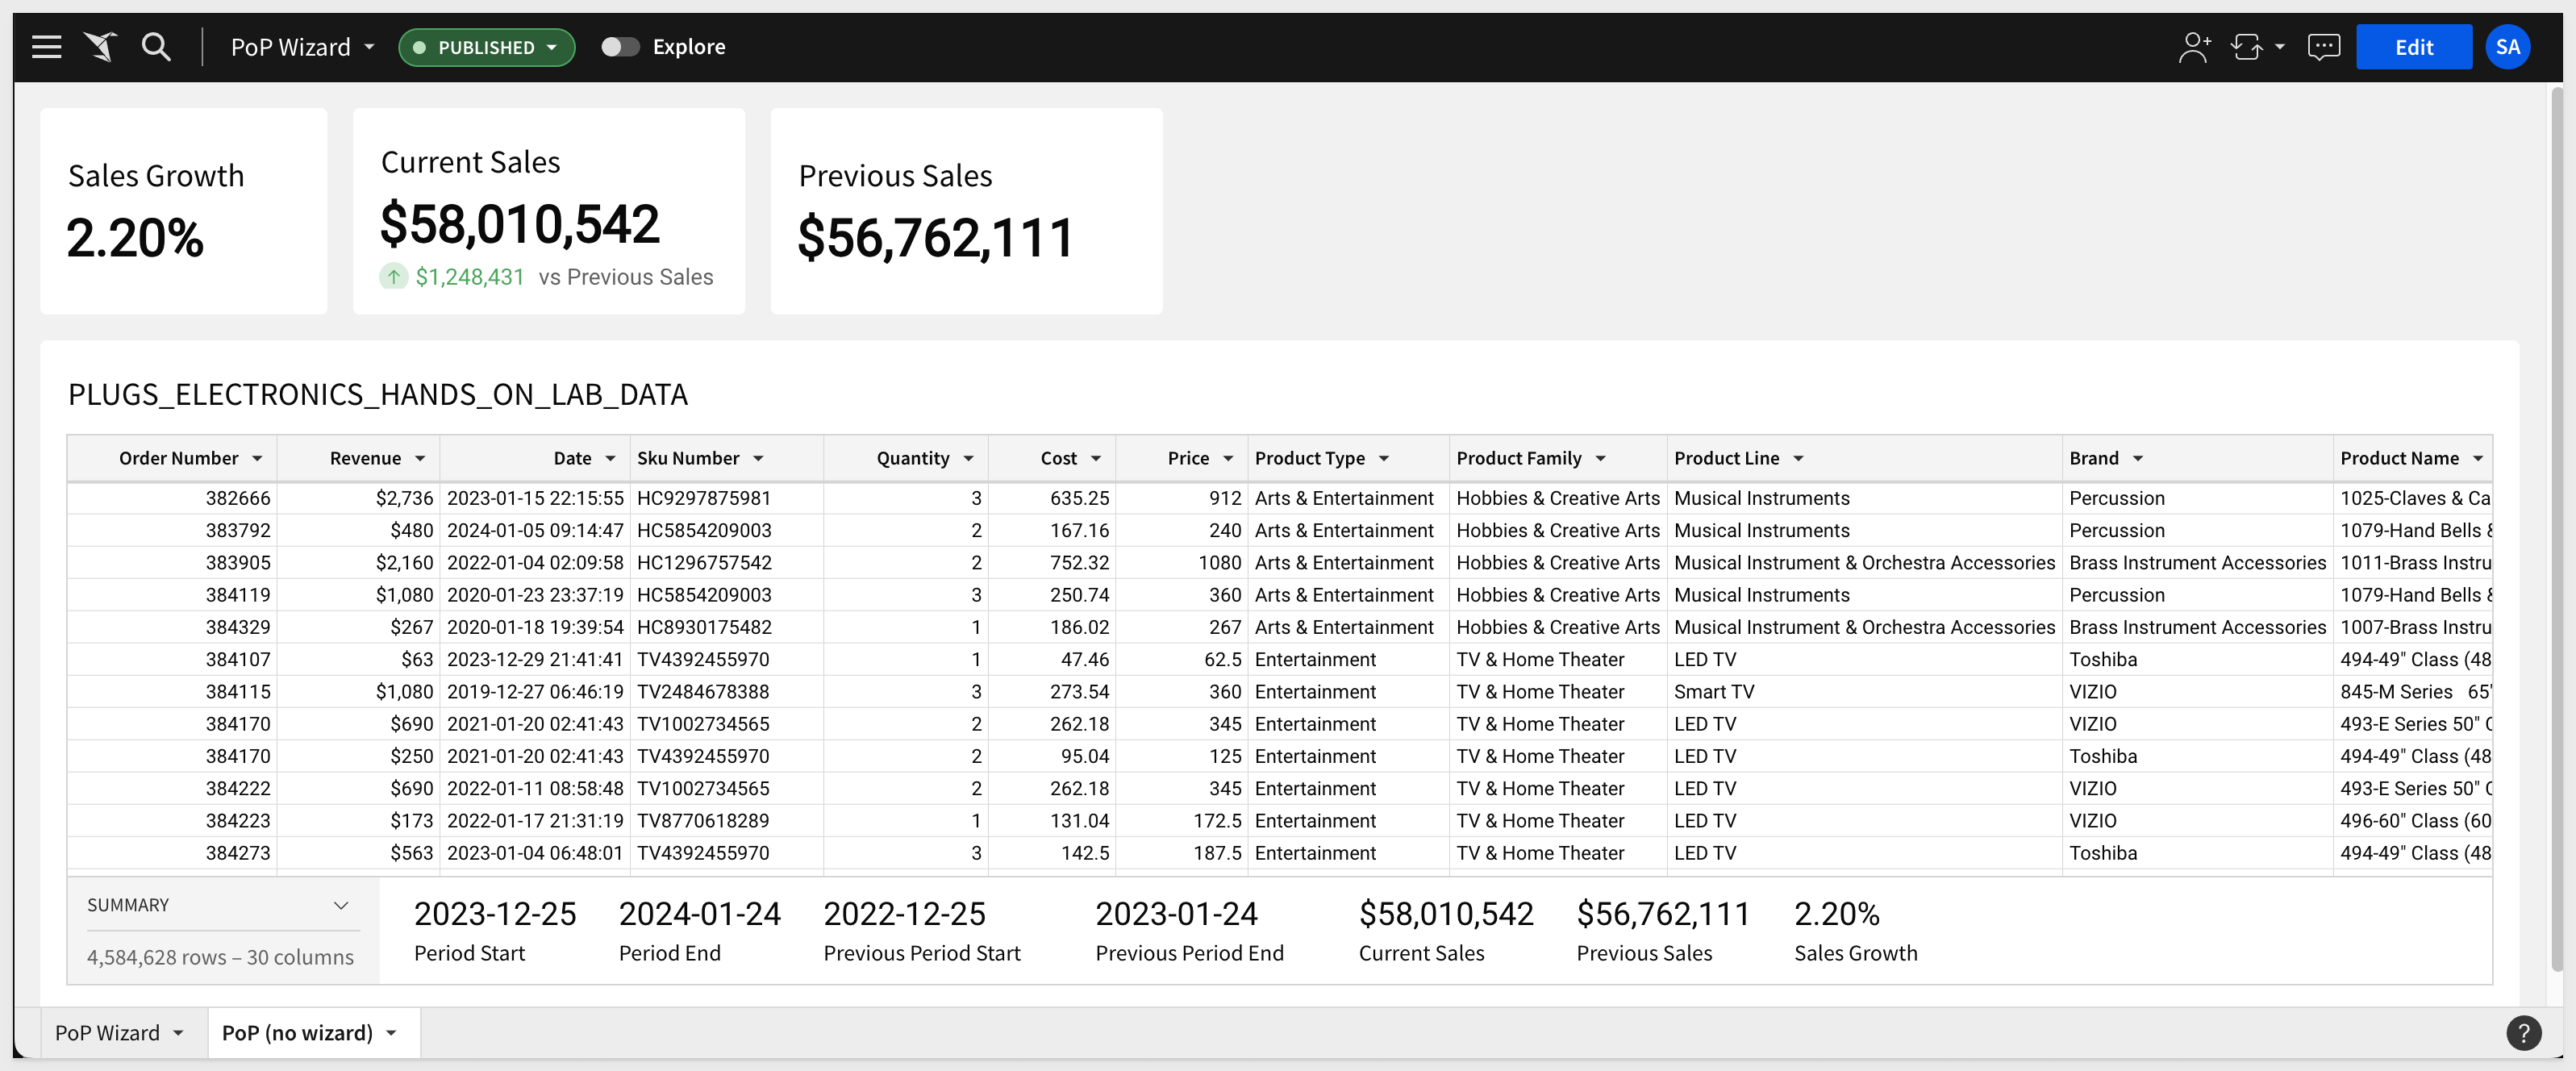 PoP Wizard PUBLISHED Explore Edit SA
Sales Growth
2.20%
Current Sales
$58,010,542
$1,248,431 vs Previous Sales
Previous Sales
$56,762,111
PLUGS_ELECTRONICS_HANDS_ON_LAB_DATA
Order Number Revenue Date Sku Number Quantity Cost Price Product Type Product Family Product Line Brand Product Name
382666 $2,736 2023-01-15 22:15:55 HC9297875981 3 635.25 912 Arts & Entertainment Hobbies & Creative Arts Musical Instruments Percussion 1025-Claves & Ca
383792 $480 2024-01-05 09:14:47 HC5854209003 2 167.16 240 Arts & Entertainment Hobbies & Creative Arts Musical Instruments Percussion 1079-Hand Bells &
383905 $2,160 2022-01-04 02:09:58 HC1296757542 2 752.32 1080 Arts & Entertainment Hobbies & Creative Arts Musical Instrument & Orchestra Accessories Brass Instrument Accessories 1011-Brass Instru
384119 $1,080 2020-01-23 23:37:19 HC5854209003 3 250.74 360 Arts & Entertainment Hobbies & Creative Arts Musical Instruments Percussion 1079-Hand Bells &
384329 $267 2020-01-18 19:39:54 HC8930175482 1 186.02 267 Arts & Entertainment Hobbies & Creative Arts Musical Instrument & Orchestra Accessories Brass Instrument Accessories 1007-Brass Instru
384107 $63 2023-12-29 21:41:41 TV4392455970 1 47.46 62.5 Entertainment TV & Home Theater LED TV Toshiba 494-49" Class (48
384115 $1,080 2019-12-27 06:46:19 TV2484678388 3 273.54 360 Entertainment TV & Home Theater Smart TV VIZIO 845-M Series 65"
384170 $690 2021-01-20 02:41:43 TV1002734565 2 262.18 345 Entertainment TV & Home Theater LED TV VIZIO 493-E Series 50" C
384170 $250 2021-01-20 02:41:43 TV4392455970 2 95.04 125 Entertainment TV & Home Theater LED TV Toshiba 494-49" Class (48
384222 $690 2022-01-11 08:58:48 TV1002734565 2 262.18 345 Entertainment TV & Home Theater LED TV VIZIO 493-E Series 50" C
384223 $173 2022-01-17 21:31:19 TV8770618289 1 131.04 172.5 Entertainment TV & Home Theater LED TV VIZIO 496-60" Class (60
384273 $563 2023-01-04 06:48:01 TV4392455970 3 142.5 187.5 Entertainment TV & Home Theater LED TV Toshiba 494-49" Class (48
SUMMARY
4,584,628 rows – 30 columns
2023-12-25 2024-01-24 2022-12-25 2023-01-24 $58,010,542 $56,762,111 2.20%
Period Start Period End Previous Period Start Previous Period End Current Sales Previous Sales Sales Growth
PoP Wizard PoP (no wizard) ?